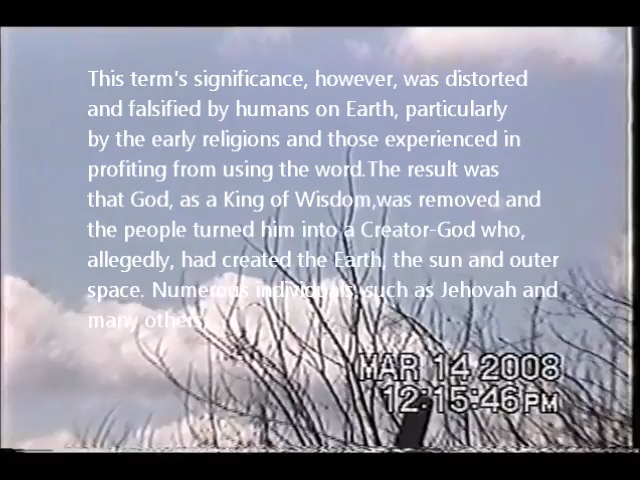 This term's significance, however, was distorted
and falsified by humans on Earth, particularly
by the early religions and those experienced in
profiting from using the word.The result was
that God, as a King of Wisdom,was removed and
the people turned him into a Creator-God who,
allegedly, had created the Earth, the sun and outer
space. Numerous individuals, such as Jehovah and
many others,
MAR 14 2008
12:15:46PM